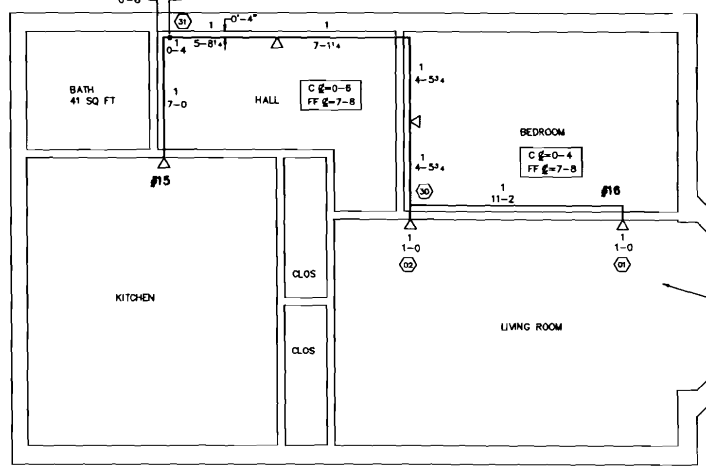 0-6
31
0'-4"
1
5-8¼
1
7-1¼
1
0-4
1
7-0
BATH
41 SQ FT
HALL
C ⅊=0-6
FF ⅊=7-8
1
4-5¾
BEDROOM
C ⅊=0-4
FF ⅊=7-8
1
4-5¾
30
1
11-2
#15
#16
1
1-0
02
1
1-0
01
CLOS
KITCHEN
LIVING ROOM
CLOS